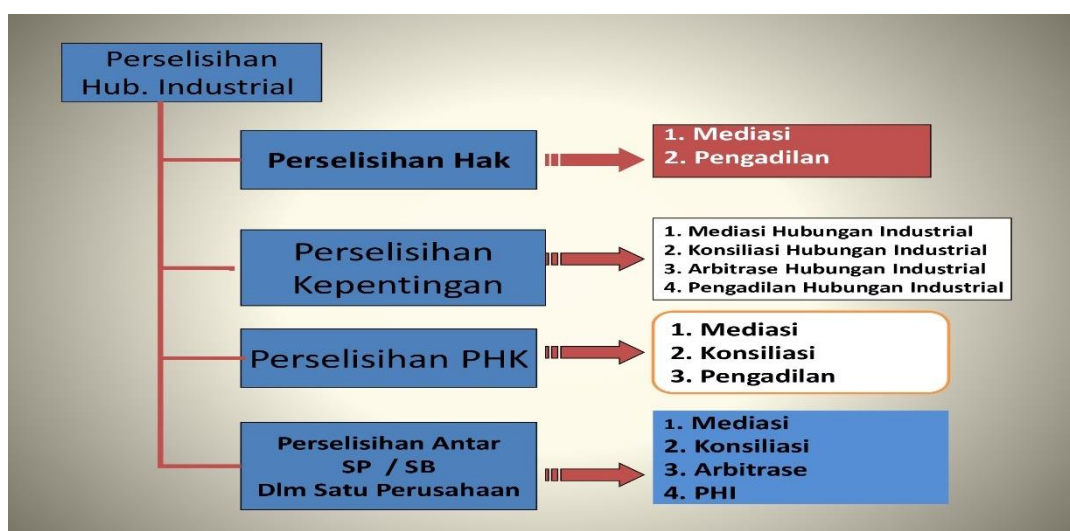 Perselisihan
Hub. Industrial
Perselisihan Hak
1. Mediasi
2. Pengadilan
Perselisihan
Kepentingan
1. Mediasi Hubungan Industrial
2. Konsiliasi Hubungan Industrial
3. Arbitrase Hubungan Industrial
4. Pengadilan Hubungan Industrial
Perselisihan PHK
1. Mediasi
2. Konsiliasi
3. Pengadilan
Perselisihan Antar
SP / SB
Dlm Satu Perusahaan
1. Mediasi
2. Konsiliasi
3. Arbitrase
4. PHI